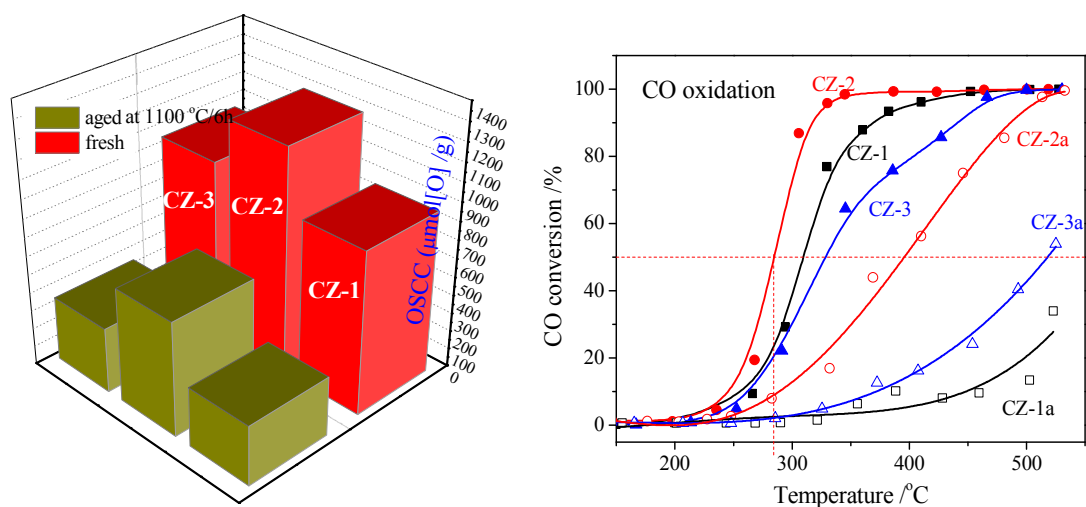 aged at 1100 °C/6h
fresh
CZ-3
CZ-2
CZ-1
OSCC (μmol[O] /g)
1400
1300
1200
1100
1000
900
800
700
600
500
400
300
200
100
0
CO oxidation
CZ-2
CZ-1
CZ-3
CZ-2a
CZ-3a
CZ-1a
CO conversion /%
100
80
60
40
20
0
200 300 400 500
Temperature /°C